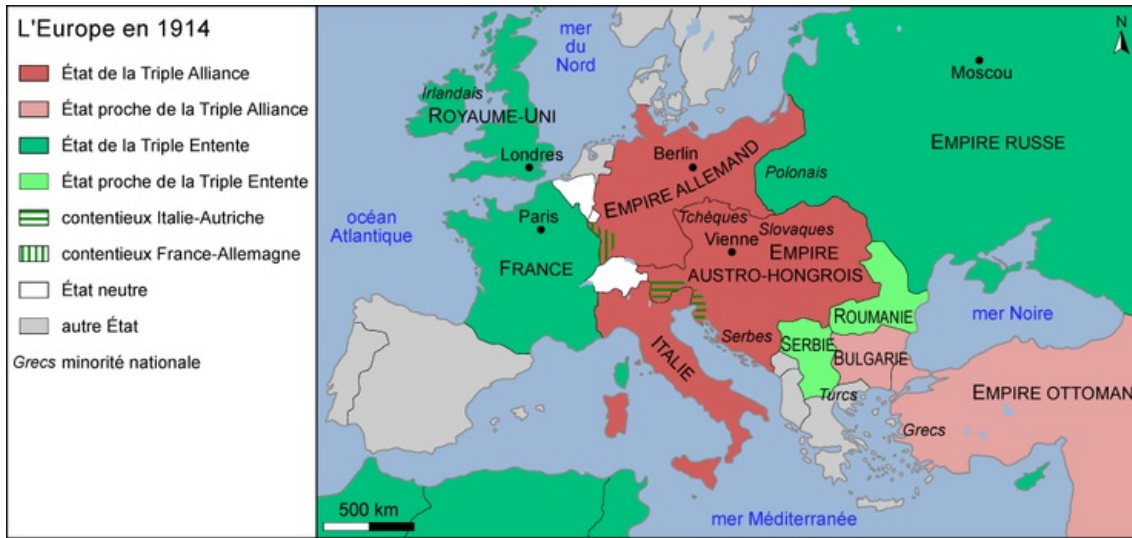 L'Europe en 1914
État de la Triple Alliance
État proche de la Triple Alliance
État de la Triple Entente
État proche de la Triple Entente
contentieux Italie-Autriche
contentieux France-Allemagne
État neutre
autre État
Grecs minorité nationale
mer
du
Nord
N
Moscou
Irlandais
ROYAUME-UNI
Londres
Berlin
EMPIRE RUSSE
EMPIRE ALLEMAND
Polonais
océan
Atlantique
Paris
Tchèques
Slovaques
Vienne
EMPIRE
AUSTRO-HONGROIS
FRANCE
ROUMANIE
mer Noire
Serbes
SERBIE
BULGARIE
ITALIE
Turcs
EMPIRE OTTOMAN
Grecs
500 km
mer Méditerranée